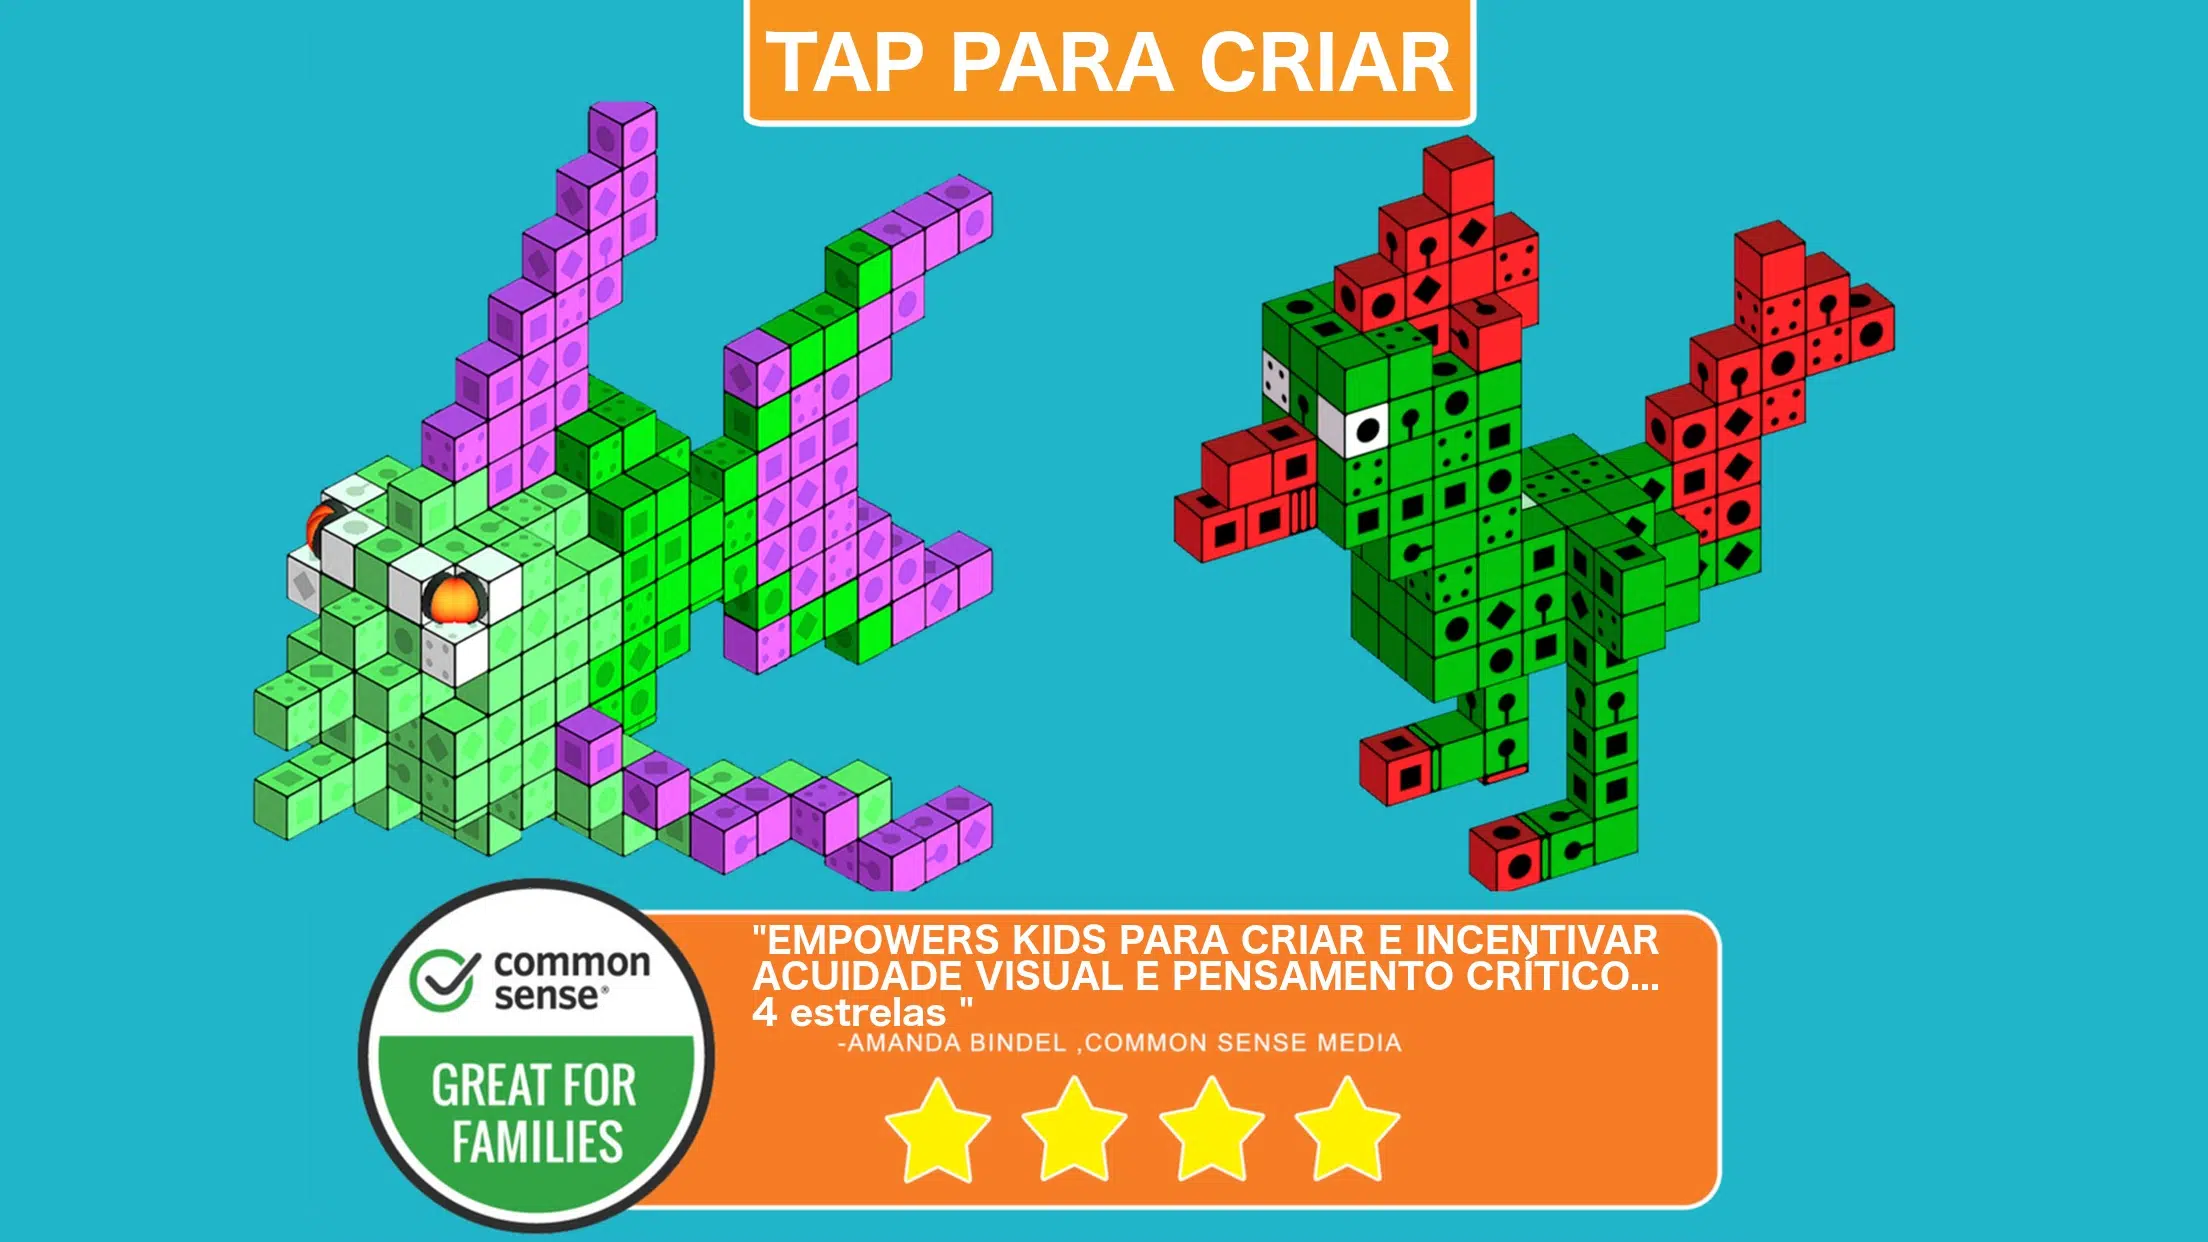 TAP PARA CRIAR
common
sense®
GREAT FOR
FAMILIES
"EMPOWERS KIDS PARA CRIAR E INCENTIVAR
ACUIDADE VISUAL E PENSAMENTO CRÍTICO...
4 estrelas "
-AMANDA BINDEL ,COMMON SENSE MEDIA